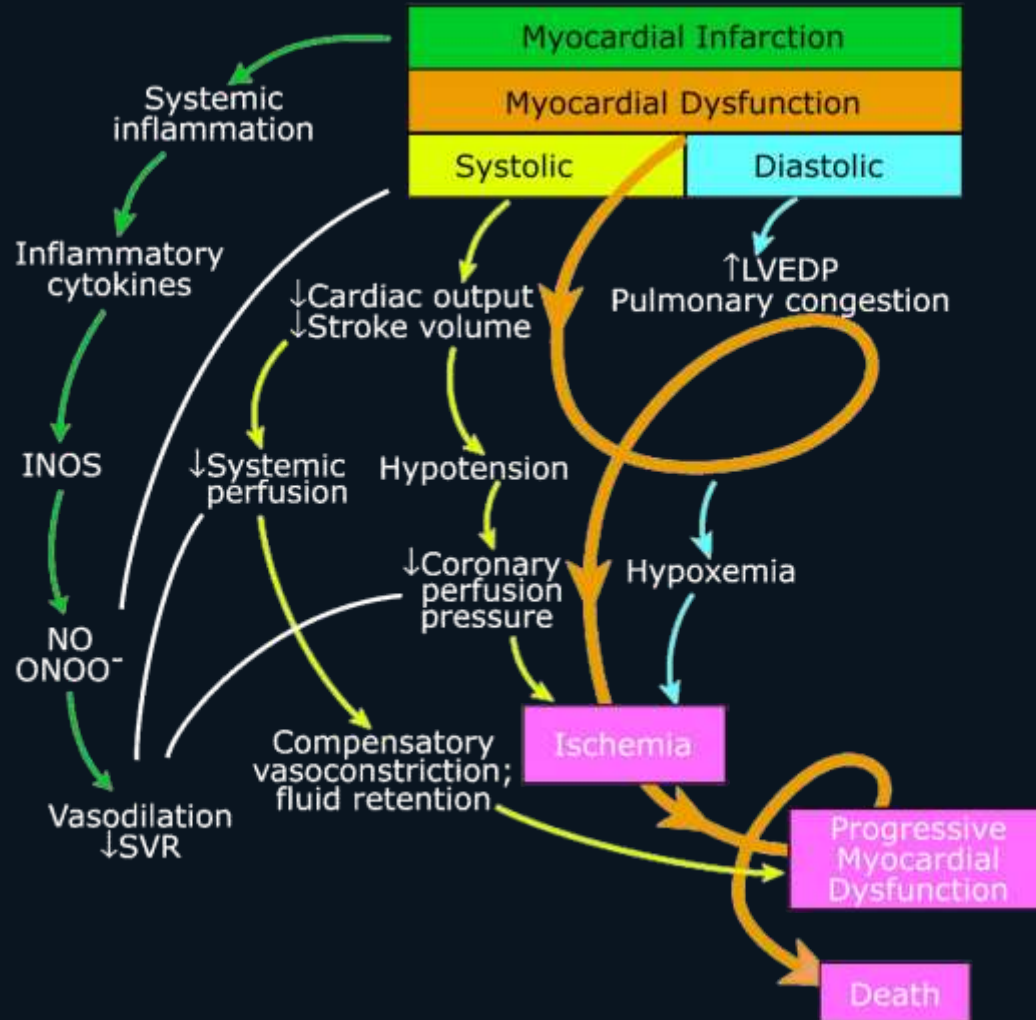 Myocardial Infarction
Myocardial Dysfunction
Systolic
Diastolic
Systemic
inflammation
Inflammatory
cytokines
INOS
NO
ONOO⁻
Vasodilation
↓SVR
↓Cardiac output
↓Stroke volume
↓Systemic
perfusion
Hypotension
↓Coronary
perfusion
pressure
Compensatory
vasoconstriction;
fluid retention
↑LVEDP
Pulmonary congestion
Hypoxemia
Ischemia
Progressive
Myocardial
Dysfunction
Death